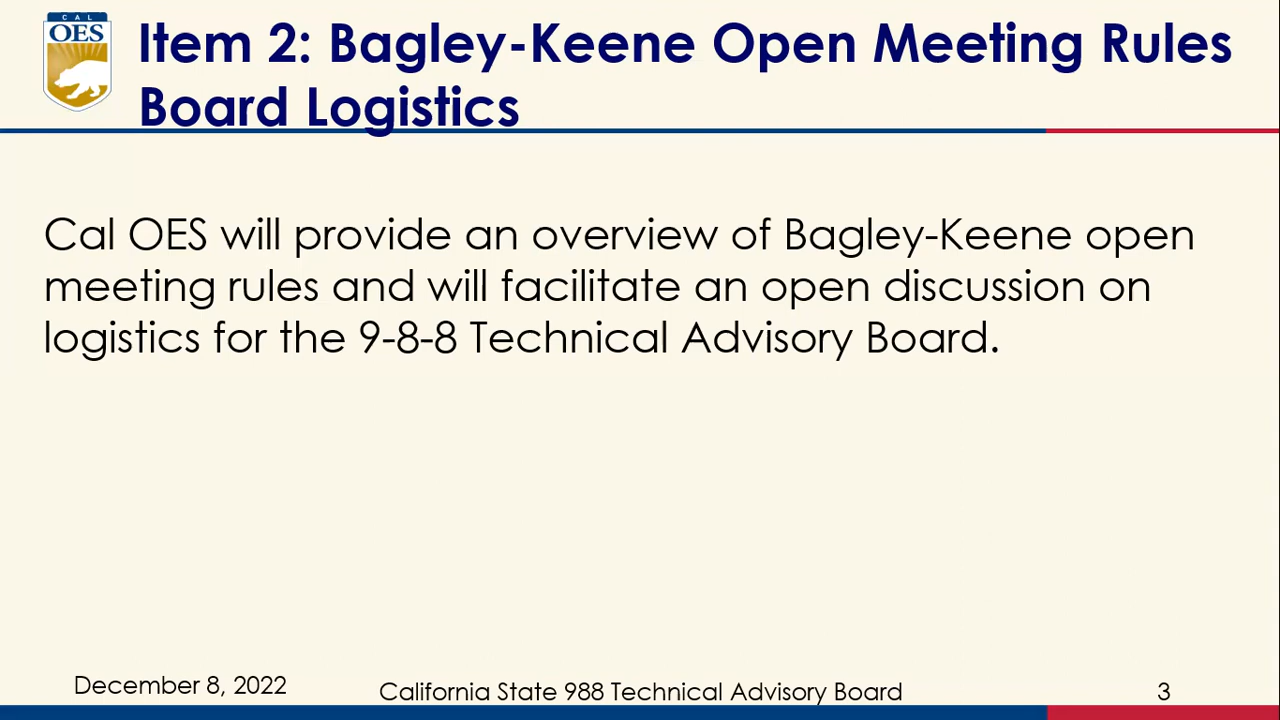 CAL
OES
Item 2: Bagley-Keene Open Meeting Rules
Board Logistics
Cal OES will provide an overview of Bagley-Keene open
meeting rules and will facilitate an open discussion on
logistics for the 9-8-8 Technical Advisory Board.
December 8, 2022
California State 988 Technical Advisory Board
3